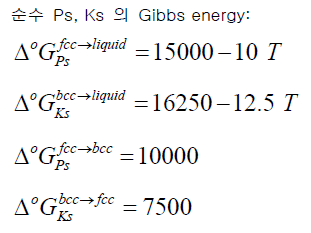 순수 Ps, Ks 의 Gibbs energy:
Δ°G_{Ps}^{fcc→liquid} = 15000 − 10 T
Δ°G_{Ks}^{bcc→liquid} = 16250 − 12.5 T
Δ°G_{Ps}^{fcc→bcc} = 10000
Δ°G_{Ks}^{bcc→fcc} = 7500